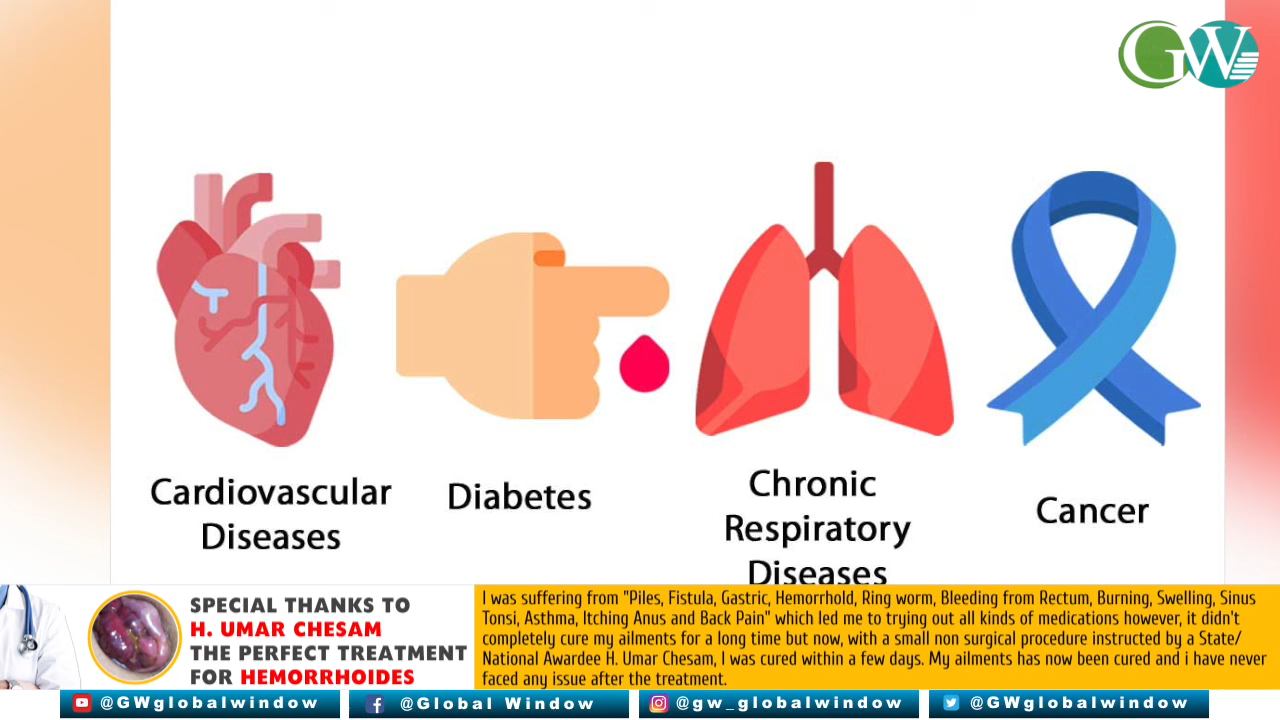 GW
Cardiovascular
Diseases
Diabetes
Chronic
Respiratory
Diseases
Cancer
SPECIAL THANKS TO
H. UMAR CHESAM
THE PERFECT TREATMENT
FOR HEMORRHOIDES
I was suffering from "Piles, Fistula, Gastric, Hemorrhold, Ring worm, Bleeding from Rectum, Burning, Swelling, Sinus
Tonsi, Asthma, Itching Anus and Back Pain" which led me to trying out all kinds of medications however, it didn't
completely cure my ailments for a long time but now, with a small non surgical procedure instructed by a State/
National Awardee H. Umar Chesam, I was cured within a few days. My ailments has now been cured and i have never
faced any issue after the treatment.
@GWglobalwindow
@Global Window
@gw_globalwindow
@GWglobalwindow